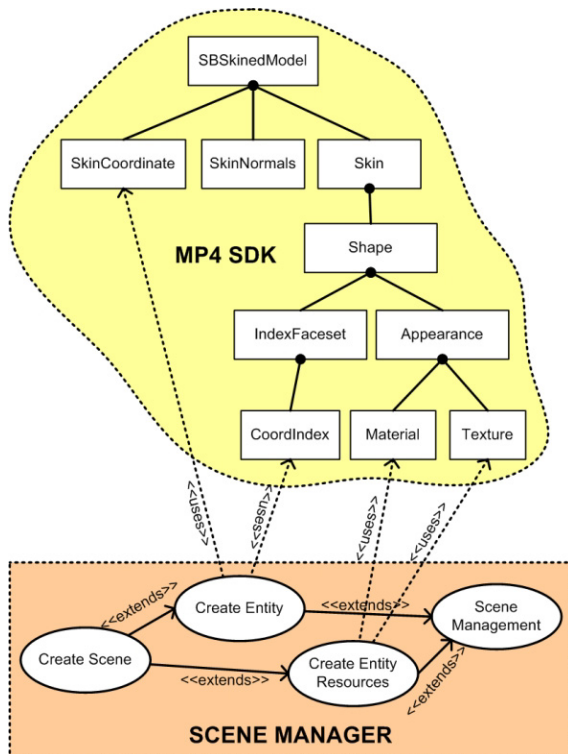 SBSkinedModel
SkinCoordinate
SkinNormals
Skin
Shape
MP4 SDK
IndexFaceset
Appearance
CoordIndex
Material
Texture
<<uses>>
<<uses>>
<<uses>>
<<uses>>
<<extends>>
Create Entity
<<extends>>
Scene
Management
Create Scene
<<extends>>
Create Entity
Resources
<<extends>>
SCENE MANAGER